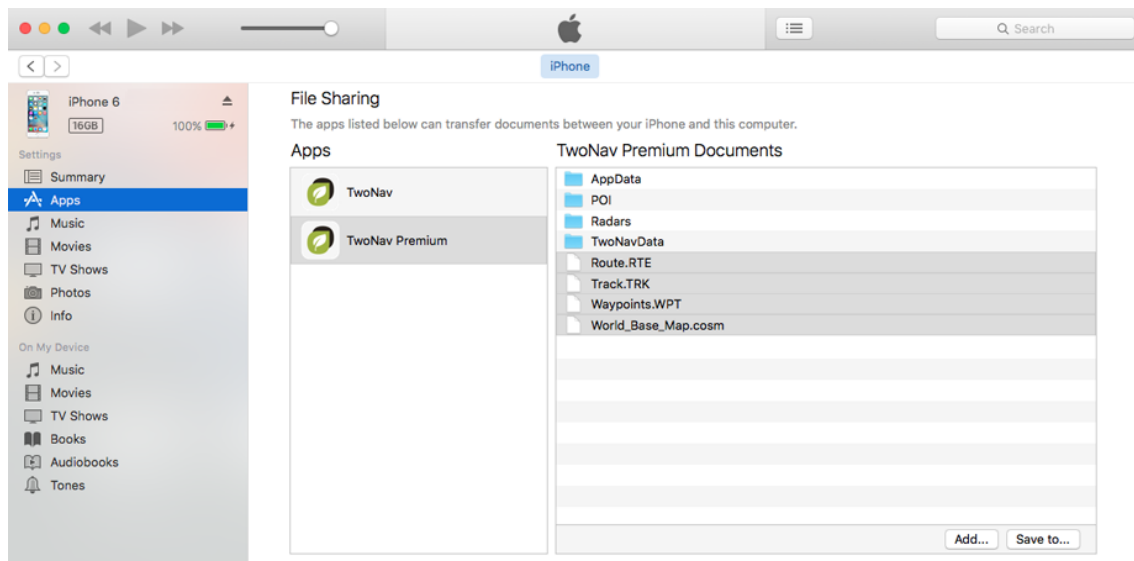 Search
iPhone
iPhone 6
16GB
100%
Settings
Summary
Apps
Music
Movies
TV Shows
Photos
Info
On My Device
Music
Movies
TV Shows
Books
Audiobooks
Tones
File Sharing
The apps listed below can transfer documents between your iPhone and this computer.
Apps
TwoNav
TwoNav Premium
TwoNav Premium Documents
AppData
POI
Radars
TwoNavData
Route.RTE
Track.TRK
Waypoints.WPT
World_Base_Map.cosm
Add...
Save to...